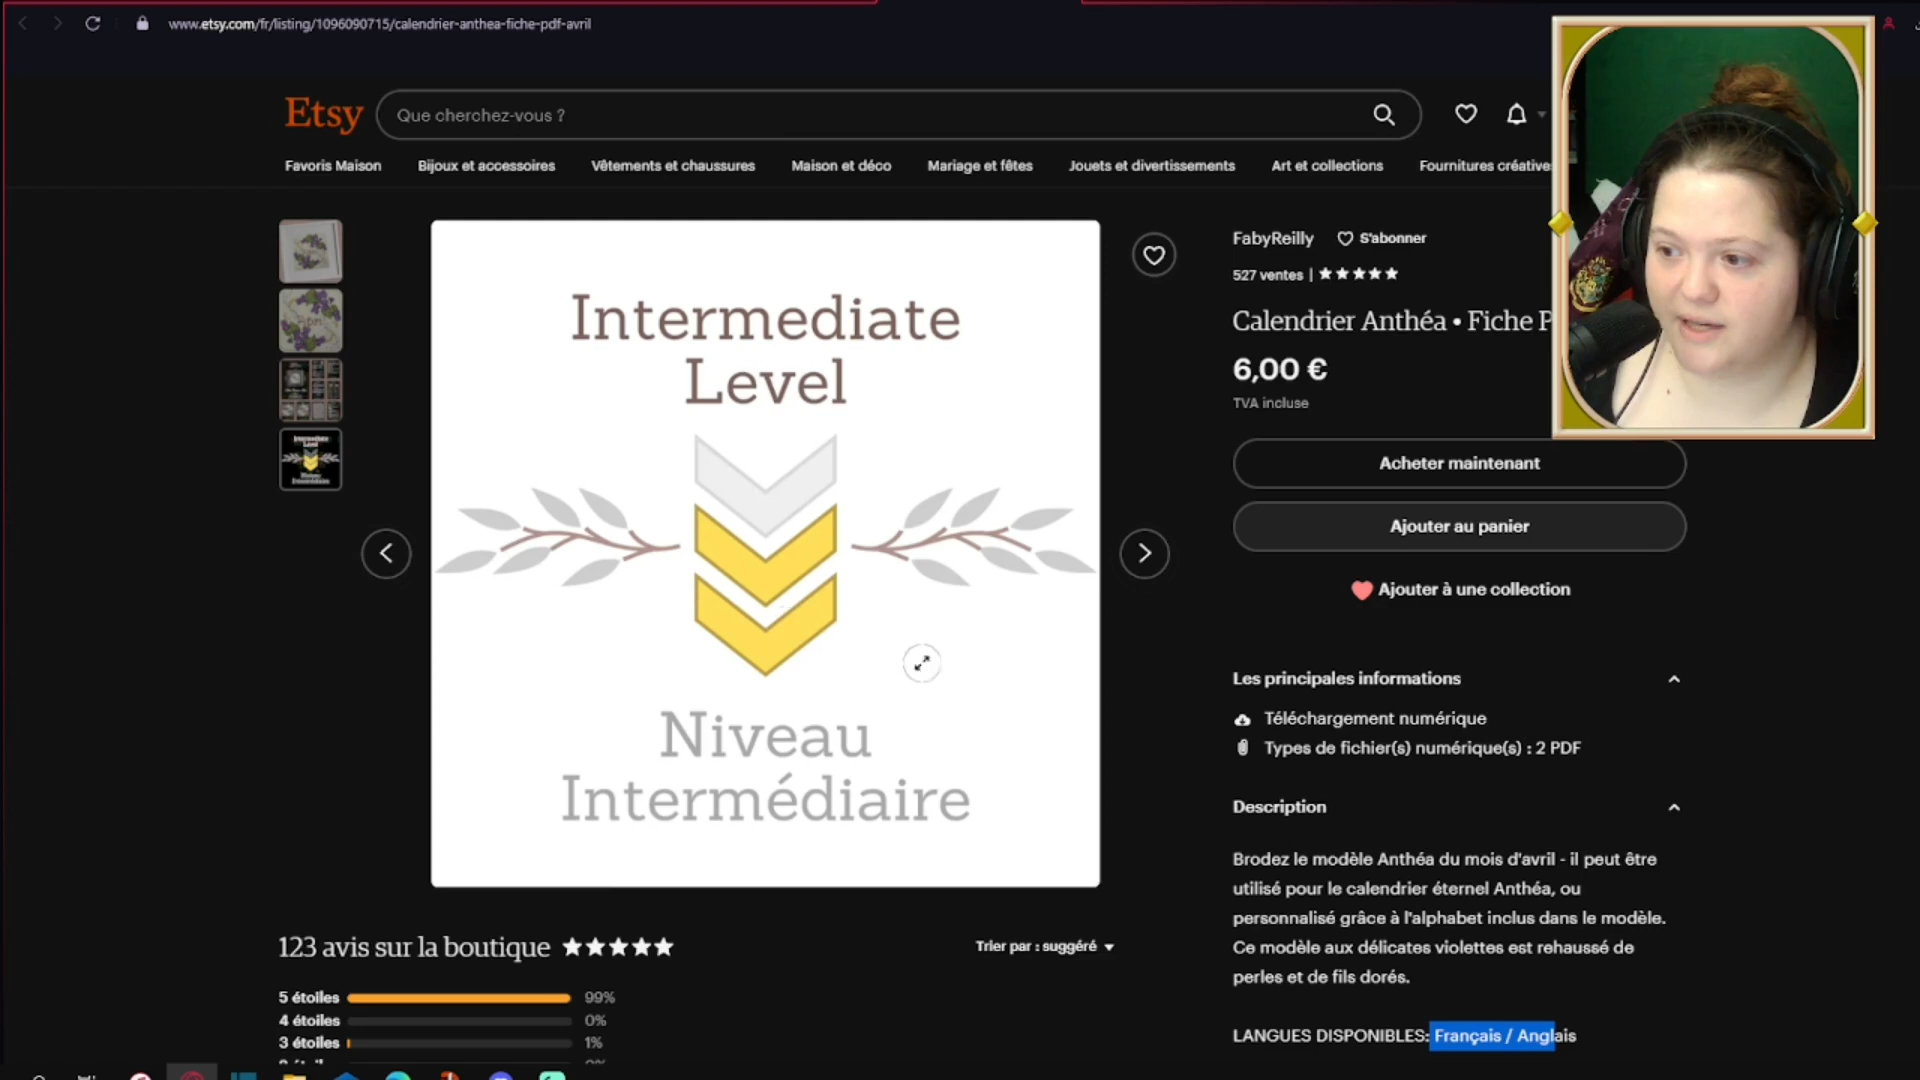 www.etsy.com/fr/listing/1096090715/calendrier-anthea-fiche-pdf-avril
Etsy
Que cherchez-vous ?
Favoris Maison Bijoux et accessoires Vêtements et chaussures Maison et déco Mariage et fêtes Jouets et divertissements Art et collections Fournitures créatives
Intermediate
Level
Niveau
Intermédiaire
FabyReilly S'abonner
527 ventes |
Calendrier Anthéa • Fiche P
6,00 €
TVA incluse
Acheter maintenant
Ajouter au panier
Ajouter à une collection
Les principales informations
Téléchargement numérique
Types de fichier(s) numérique(s) : 2 PDF
Description
Brodez le modèle Anthéa du mois d'avril - il peut être
utilisé pour le calendrier éternel Anthéa, ou
personnalisé grâce à l'alphabet inclus dans le modèle.
Ce modèle aux délicates violettes est rehaussé de
perles et de fils dorés.
LANGUES DISPONIBLES: Français / Anglais
123 avis sur la boutique
Trier par : suggéré
5 étoiles 99%
4 étoiles 0%
3 étoiles 1%